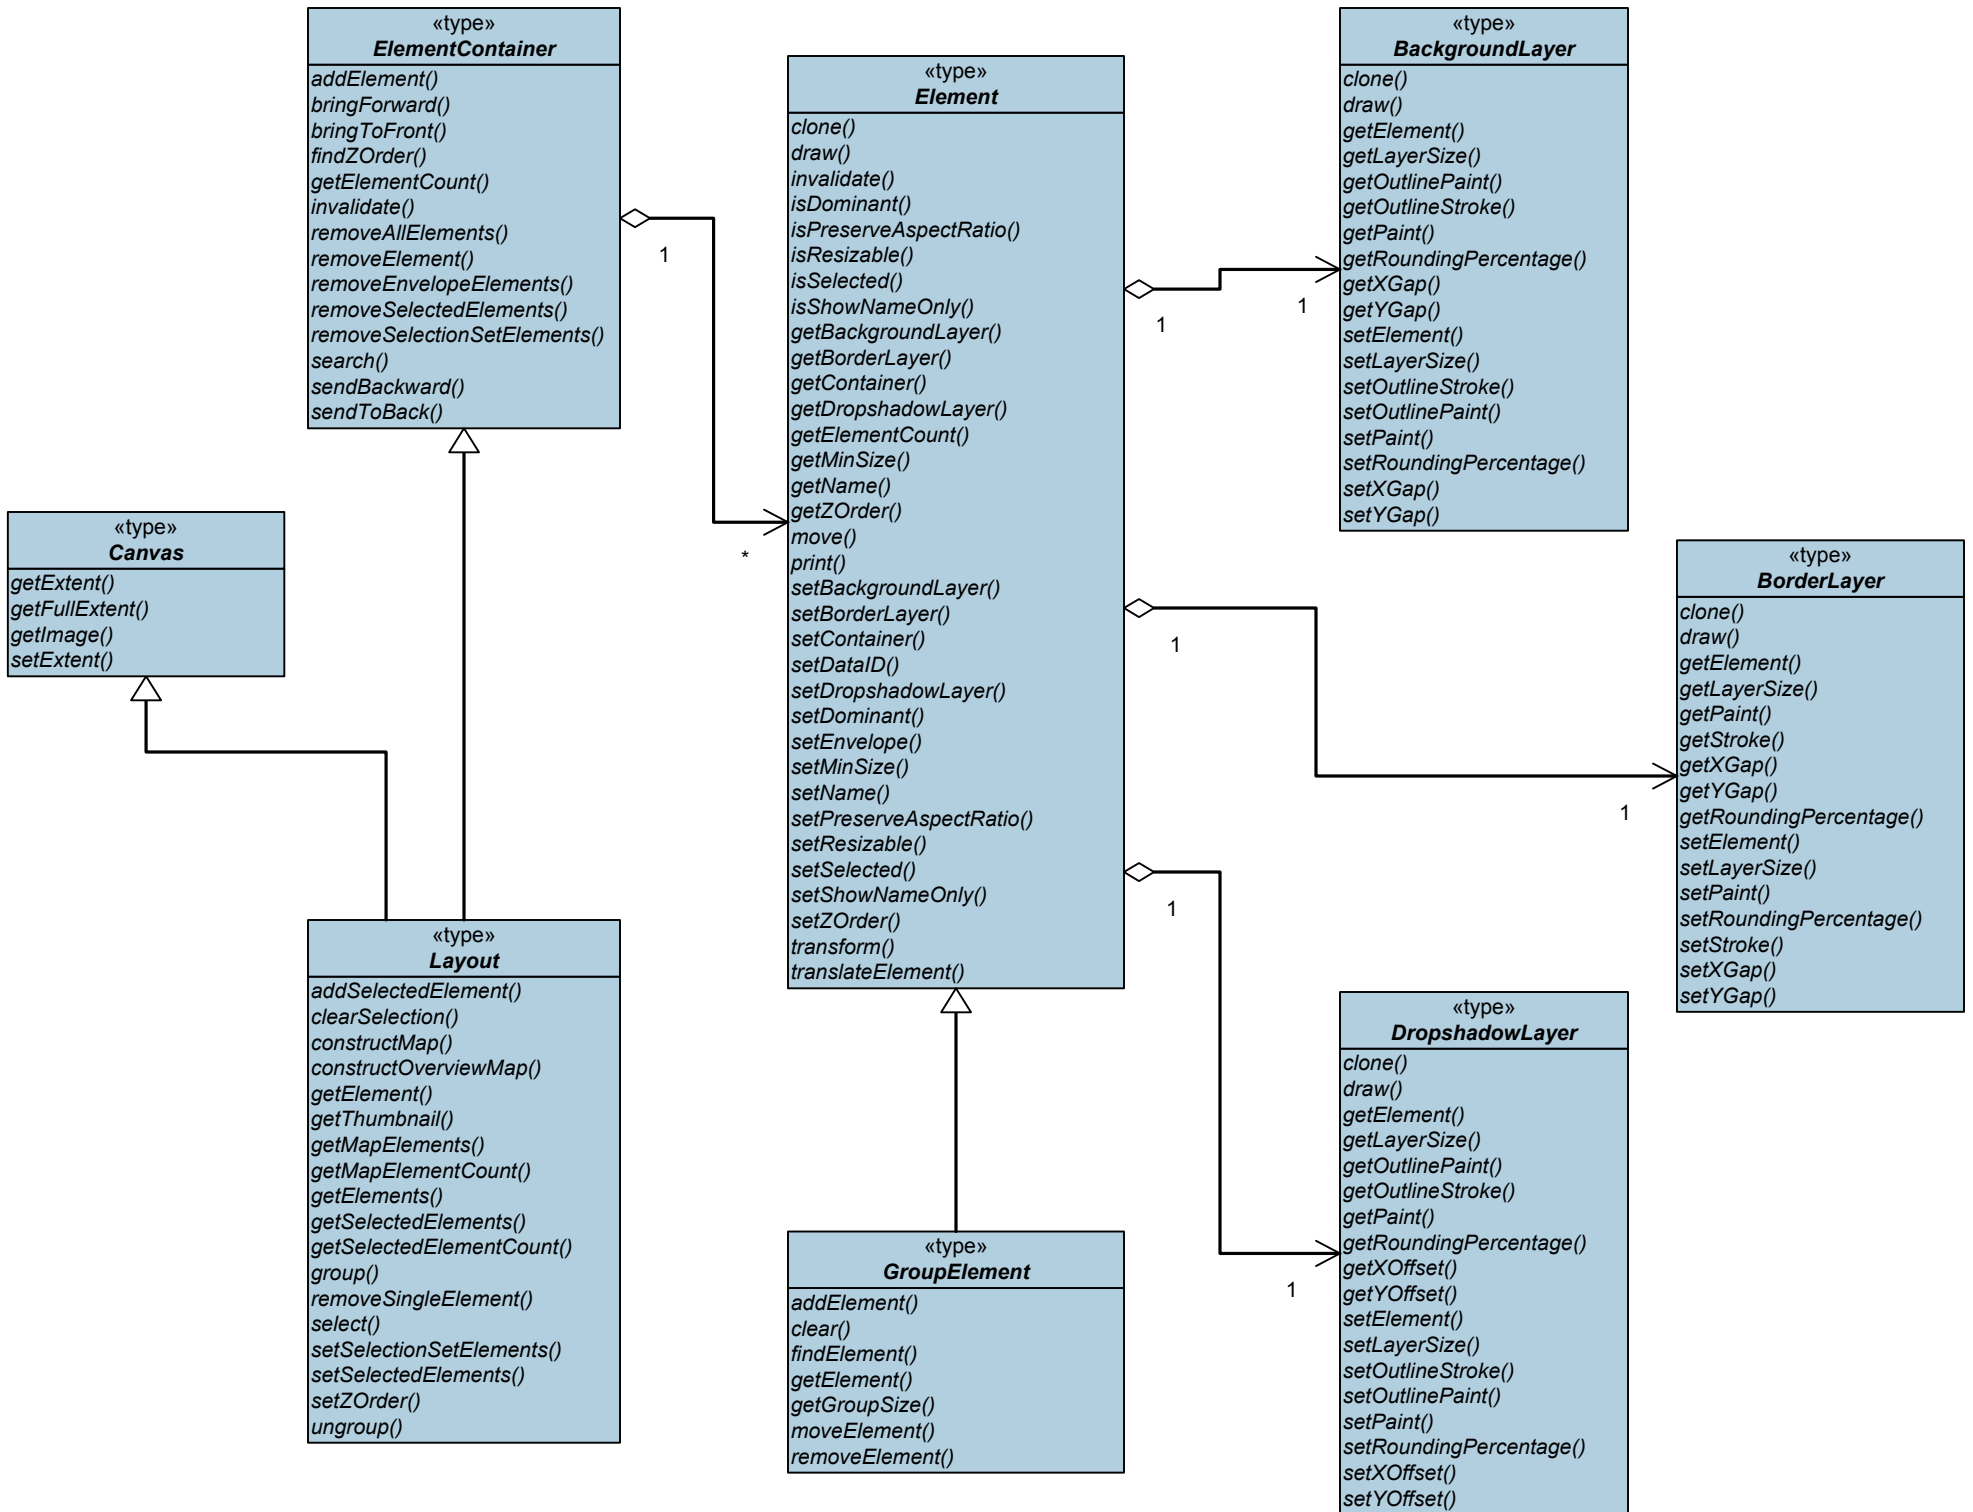 «type»
ElementContainer
addElement()
bringForward()
bringToFront()
findZOrder()
getElementCount()
invalidate()
removeAllElements()
removeElement()
removeEnvelopeElements()
removeSelectedElements()
removeSelectionSetElements()
search()
sendBackward()
sendToBack()
1
*
«type»
Canvas
getExtent()
getFullExtent()
getImage()
setExtent()
«type»
Layout
addSelectedElement()
clearSelection()
constructMap()
constructOverviewMap()
getElement()
getThumbnail()
getMapElements()
getMapElementCount()
getElements()
getSelectedElements()
getSelectedElementCount()
group()
removeSingleElement()
select()
setSelectionSetElements()
setSelectedElements()
setZOrder()
ungroup()
«type»
Element
clone()
draw()
invalidate()
isDominant()
isPreserveAspectRatio()
isResizable()
isSelected()
isShowNameOnly()
getBackgroundLayer()
getBorderLayer()
getContainer()
getDropshadowLayer()
getElementCount()
getMinSize()
getName()
getZOrder()
move()
print()
setBackgroundLayer()
setBorderLayer()
setContainer()
setDataID()
setDropshadowLayer()
setDominant()
setEnvelope()
setMinSize()
setName()
setPreserveAspectRatio()
setResizable()
setSelected()
setShowNameOnly()
setZOrder()
transform()
translateElement()
1
1
1
1
1
1
«type»
GroupElement
addElement()
clear()
findElement()
getElement()
getGroupSize()
moveElement()
removeElement()
«type»
BackgroundLayer
clone()
draw()
getElement()
getLayerSize()
getOutlinePaint()
getOutlineStroke()
getPaint()
getRoundingPercentage()
getXGap()
getYGap()
setElement()
setLayerSize()
setOutlineStroke()
setOutlinePaint()
setPaint()
setRoundingPercentage()
setXGap()
setYGap()
«type»
BorderLayer
clone()
draw()
getElement()
getLayerSize()
getPaint()
getStroke()
getXGap()
getYGap()
getRoundingPercentage()
setElement()
setLayerSize()
setPaint()
setRoundingPercentage()
setStroke()
setXGap()
setYGap()
«type»
DropshadowLayer
clone()
draw()
getElement()
getLayerSize()
getOutlinePaint()
getOutlineStroke()
getPaint()
getRoundingPercentage()
getXOffset()
getYOffset()
setElement()
setLayerSize()
setOutlineStroke()
setOutlinePaint()
setPaint()
setRoundingPercentage()
setXOffset()
setYOffset()